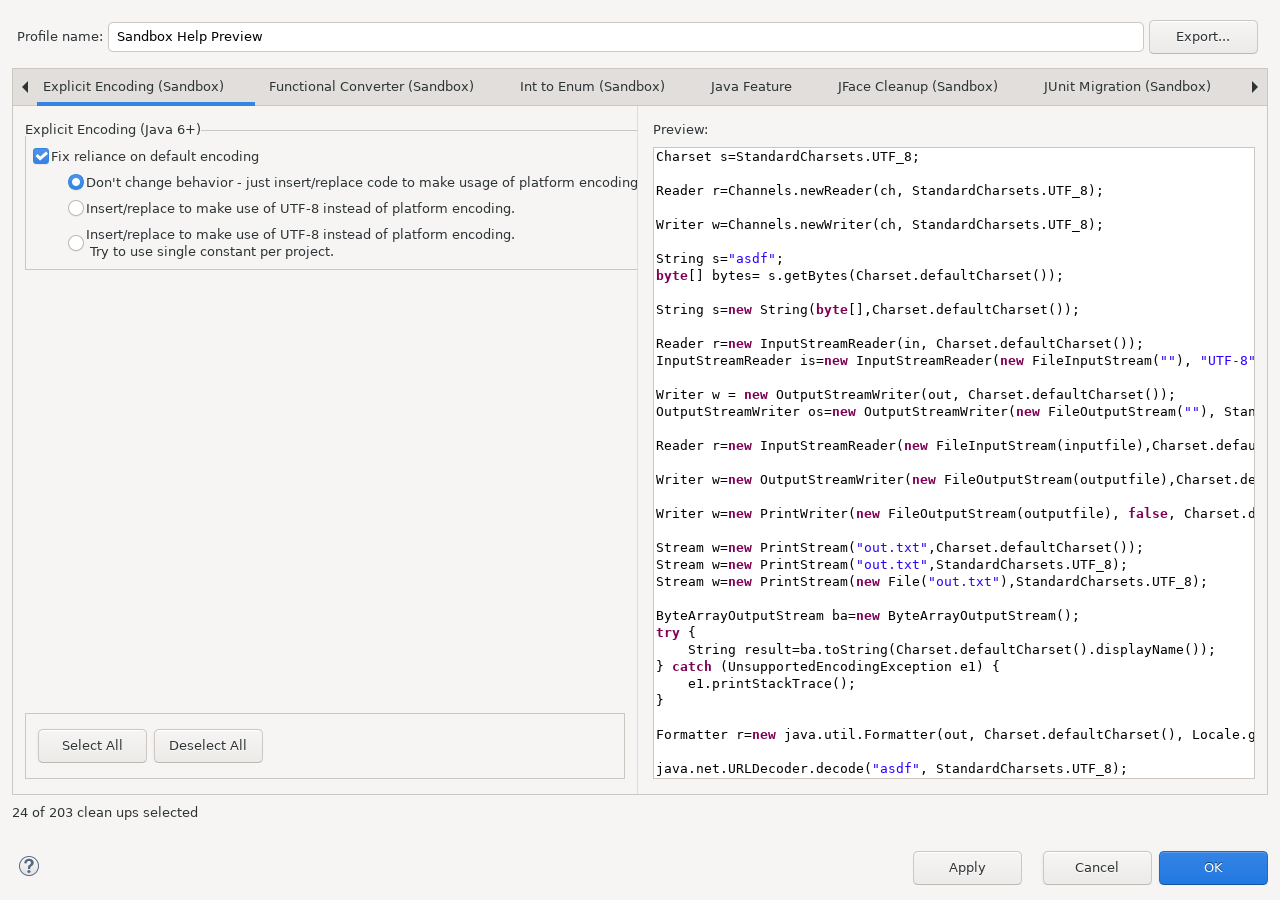 Profile name: Sandbox Help Preview Export...
Explicit Encoding (Sandbox) Functional Converter (Sandbox) Int to Enum (Sandbox) Java Feature JFace Cleanup (Sandbox) JUnit Migration (Sandbox)
Explicit Encoding (Java 6+)
Fix reliance on default encoding
Don't change behavior - just insert/replace code to make usage of platform encoding
Insert/replace to make use of UTF-8 instead of platform encoding.
Insert/replace to make use of UTF-8 instead of platform encoding.
Try to use single constant per project.
Select All Deselect All
Preview:
Charset s=StandardCharsets.UTF_8;
Reader r=Channels.newReader(ch, StandardCharsets.UTF_8);
Writer w=Channels.newWriter(ch, StandardCharsets.UTF_8);
String s="asdf";
byte[] bytes= s.getBytes(Charset.defaultCharset());
String s=new String(byte[],Charset.defaultCharset());
Reader r=new InputStreamReader(in, Charset.defaultCharset());
InputStreamReader is=new InputStreamReader(new FileInputStream(""), "UTF-8"
Writer w = new OutputStreamWriter(out, Charset.defaultCharset());
OutputStreamWriter os=new OutputStreamWriter(new FileOutputStream(""), Stan
Reader r=new InputStreamReader(new FileInputStream(inputfile),Charset.defau
Writer w=new OutputStreamWriter(new FileOutputStream(outputfile),Charset.de
Writer w=new PrintWriter(new FileOutputStream(outputfile), false, Charset.d
Stream w=new PrintStream("out.txt",Charset.defaultCharset());
Stream w=new PrintStream("out.txt",StandardCharsets.UTF_8);
Stream w=new PrintStream(new File("out.txt"),StandardCharsets.UTF_8);
ByteArrayOutputStream ba=new ByteArrayOutputStream();
try {
    String result=ba.toString(Charset.defaultCharset().displayName());
} catch (UnsupportedEncodingException e1) {
    e1.printStackTrace();
}
Formatter r=new java.util.Formatter(out, Charset.defaultCharset(), Locale.g
java.net.URLDecoder.decode("asdf", StandardCharsets.UTF_8);
24 of 203 clean ups selected
? Apply Cancel OK